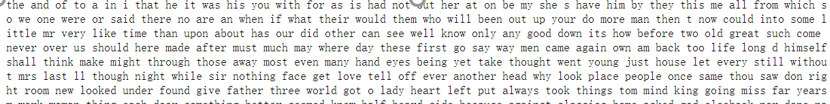 the and of to a in i that he it was his you with for as is had not ut her at on be my she s have him by they this me all from which s
o we one were or said there no are an when if what their would them who will been out up your do more man then t now could into some l
ittle mr very like time than upon about has our did other can see well know only any good down its how before two old great such come
never over us should here made after must much may where day these first go say way men came again own am back too life long d himself
shall think make might through those away most even many hand eyes being yet take thought went young just house let every still withou
t mrs last ll though night while sir nothing face get love tell off ever another head why look place people once same thou saw don rig
ht room new looked under found give father three world got o lady heart left put always took things tom mind king going miss far years